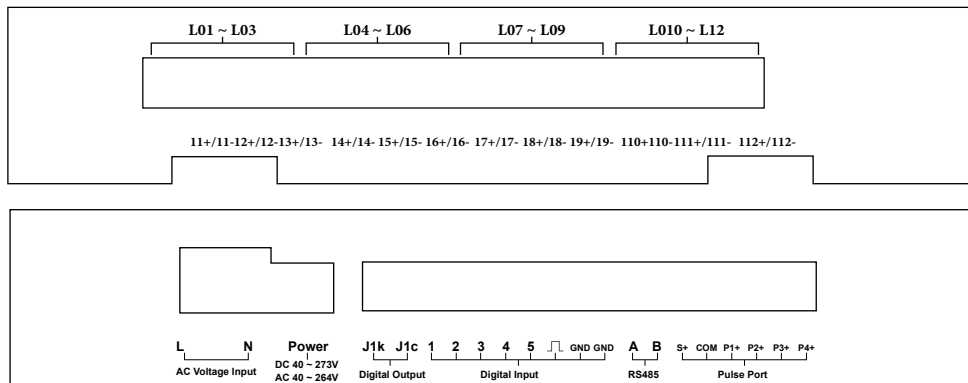 L01 ~ L03 L04 ~ L06 L07 ~ L09 L010 ~ L12
11+/11-12+/12-13+/13- 14+/14- 15+/15- 16+/16- 17+/17- 18+/18- 19+/19- 110+110-111+/111- 112+/112-
L N Power J1k J1c 1 2 3 4 5 GND GND A B S+ COM P1+ P2+ P3+ P4+
AC Voltage Input DC 40 ~ 273V Digital Output Digital Input RS485 Pulse Port
AC 40 ~ 264V